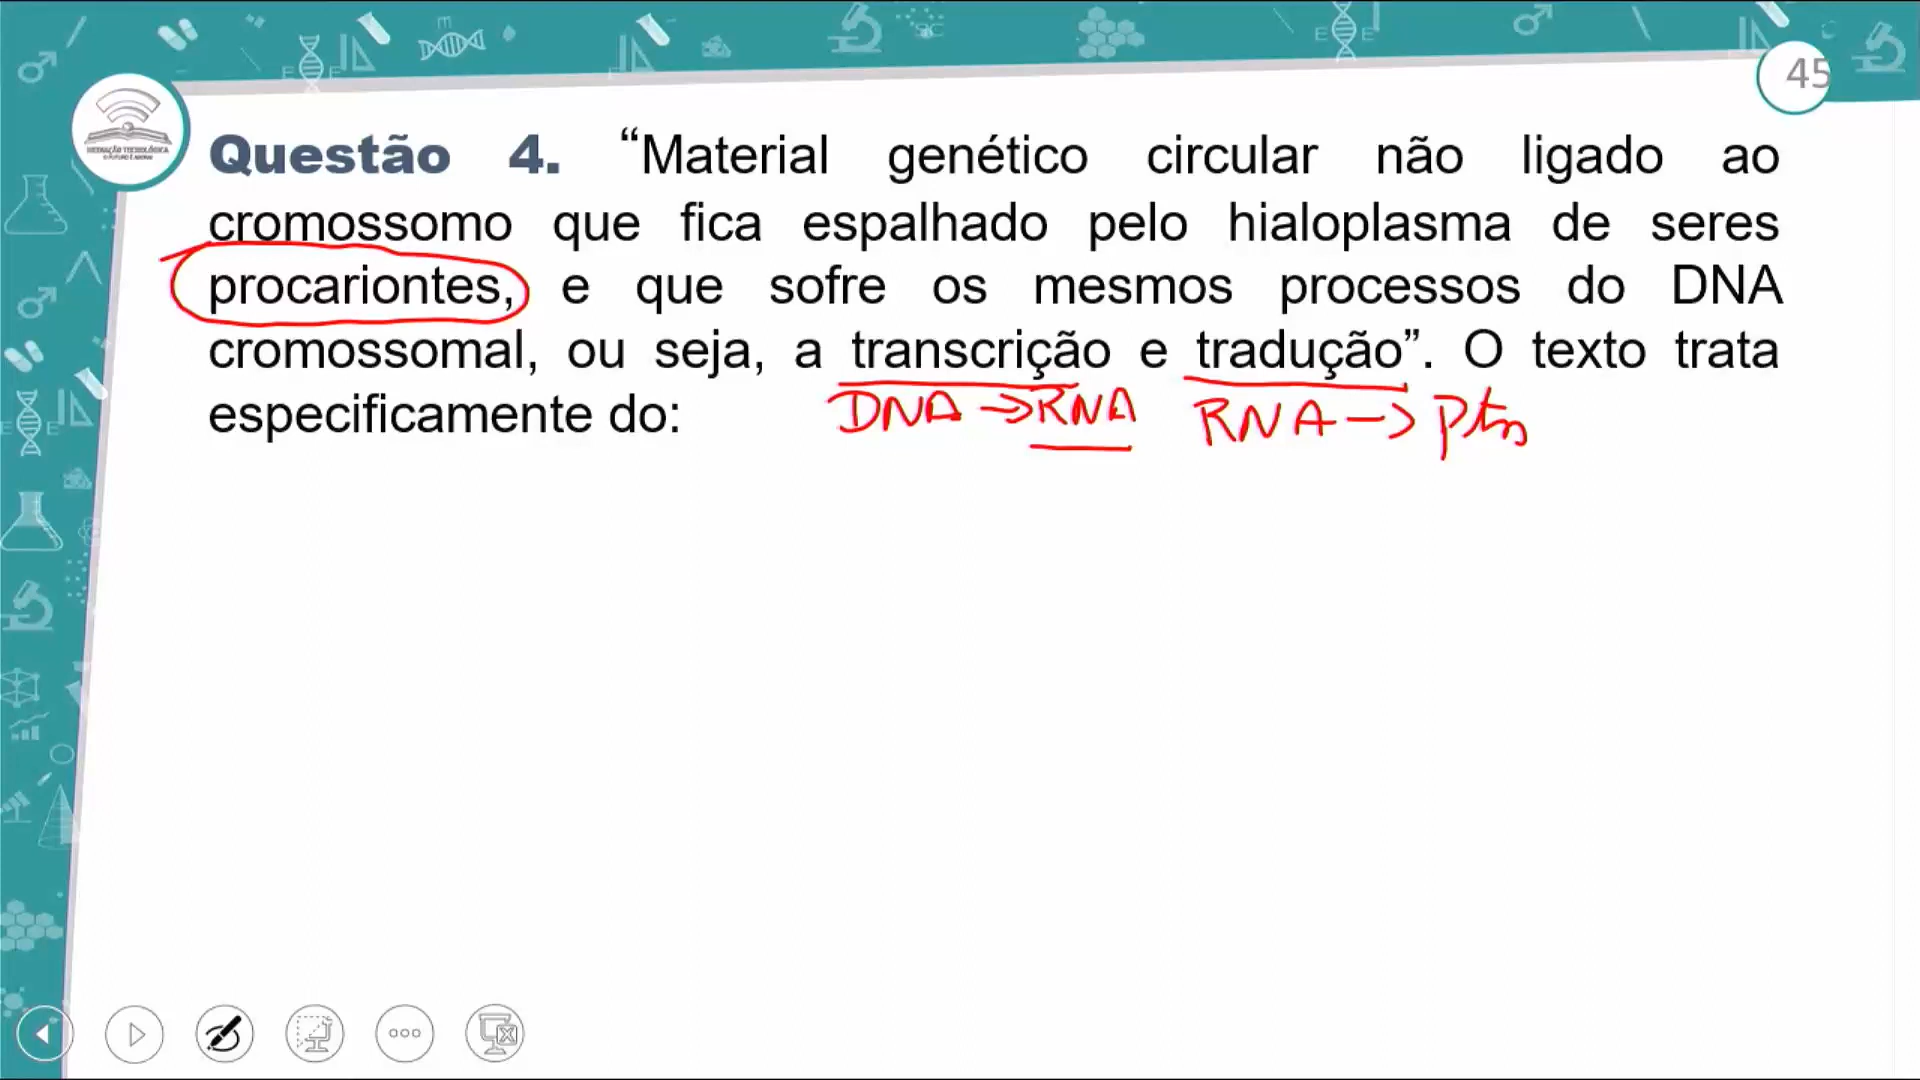 45
Questão 4. “Material genético circular não ligado ao
cromossomo que fica espalhado pelo hialoplasma de seres
procariontes, e que sofre os mesmos processos do DNA
cromossomal, ou seja, a transcrição e tradução”. O texto trata
especificamente do:
DNA → RNA RNA → Ptn
MEDIAÇÃO TECNOLÓGICA